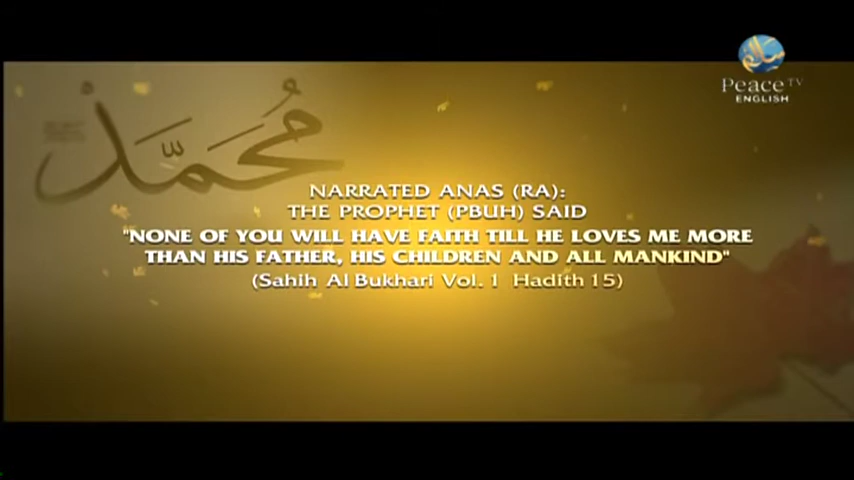 سلام
Peace TV
ENGLISH
محمد
NARRATED ANAS (RA):
THE PROPHET (PBUH) SAID
"NONE OF YOU WILL HAVE FAITH TILL HE LOVES ME MORE
THAN HIS FATHER, HIS CHILDREN AND ALL MANKIND"
(Sahih Al Bukhari Vol. 1 Hadith 15)